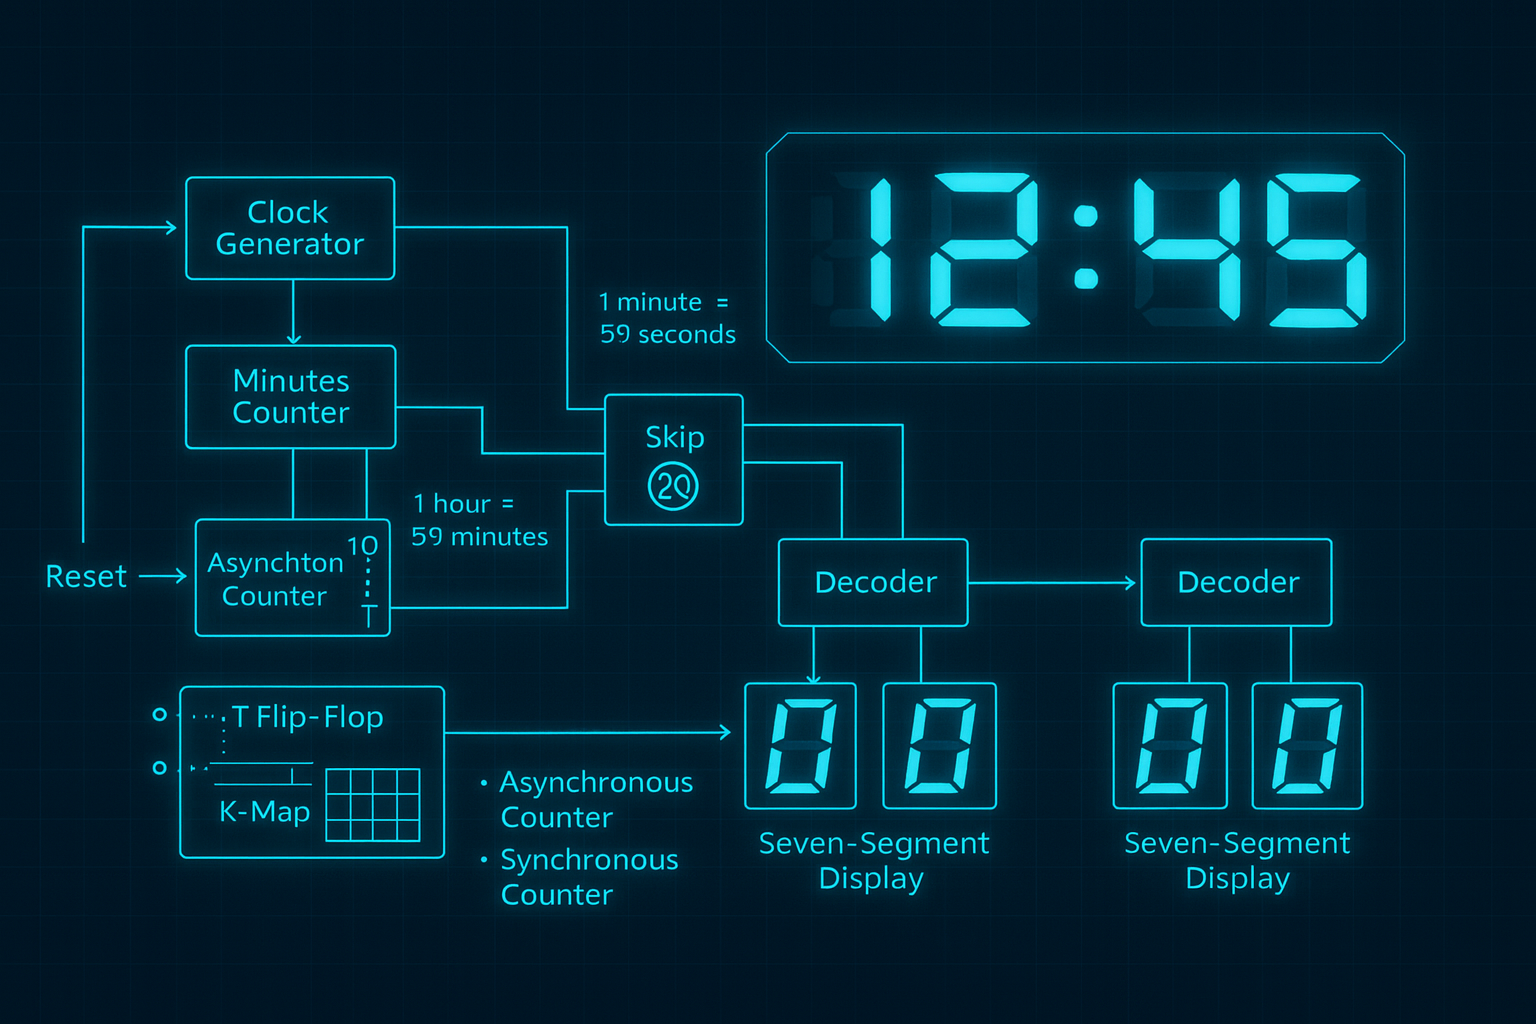 12:45
Clock
Generator
1 minute =
59 seconds
Minutes
Counter
Skip
20
1 hour =
59 minutes
Reset
Asynchton
Counter
10
T
Decoder
Decoder
T Flip-Flop
K-Map
• Asynchronous
Counter
• Synchronous
Counter
0 0
Seven-Segment
Display
0 0
Seven-Segment
Display